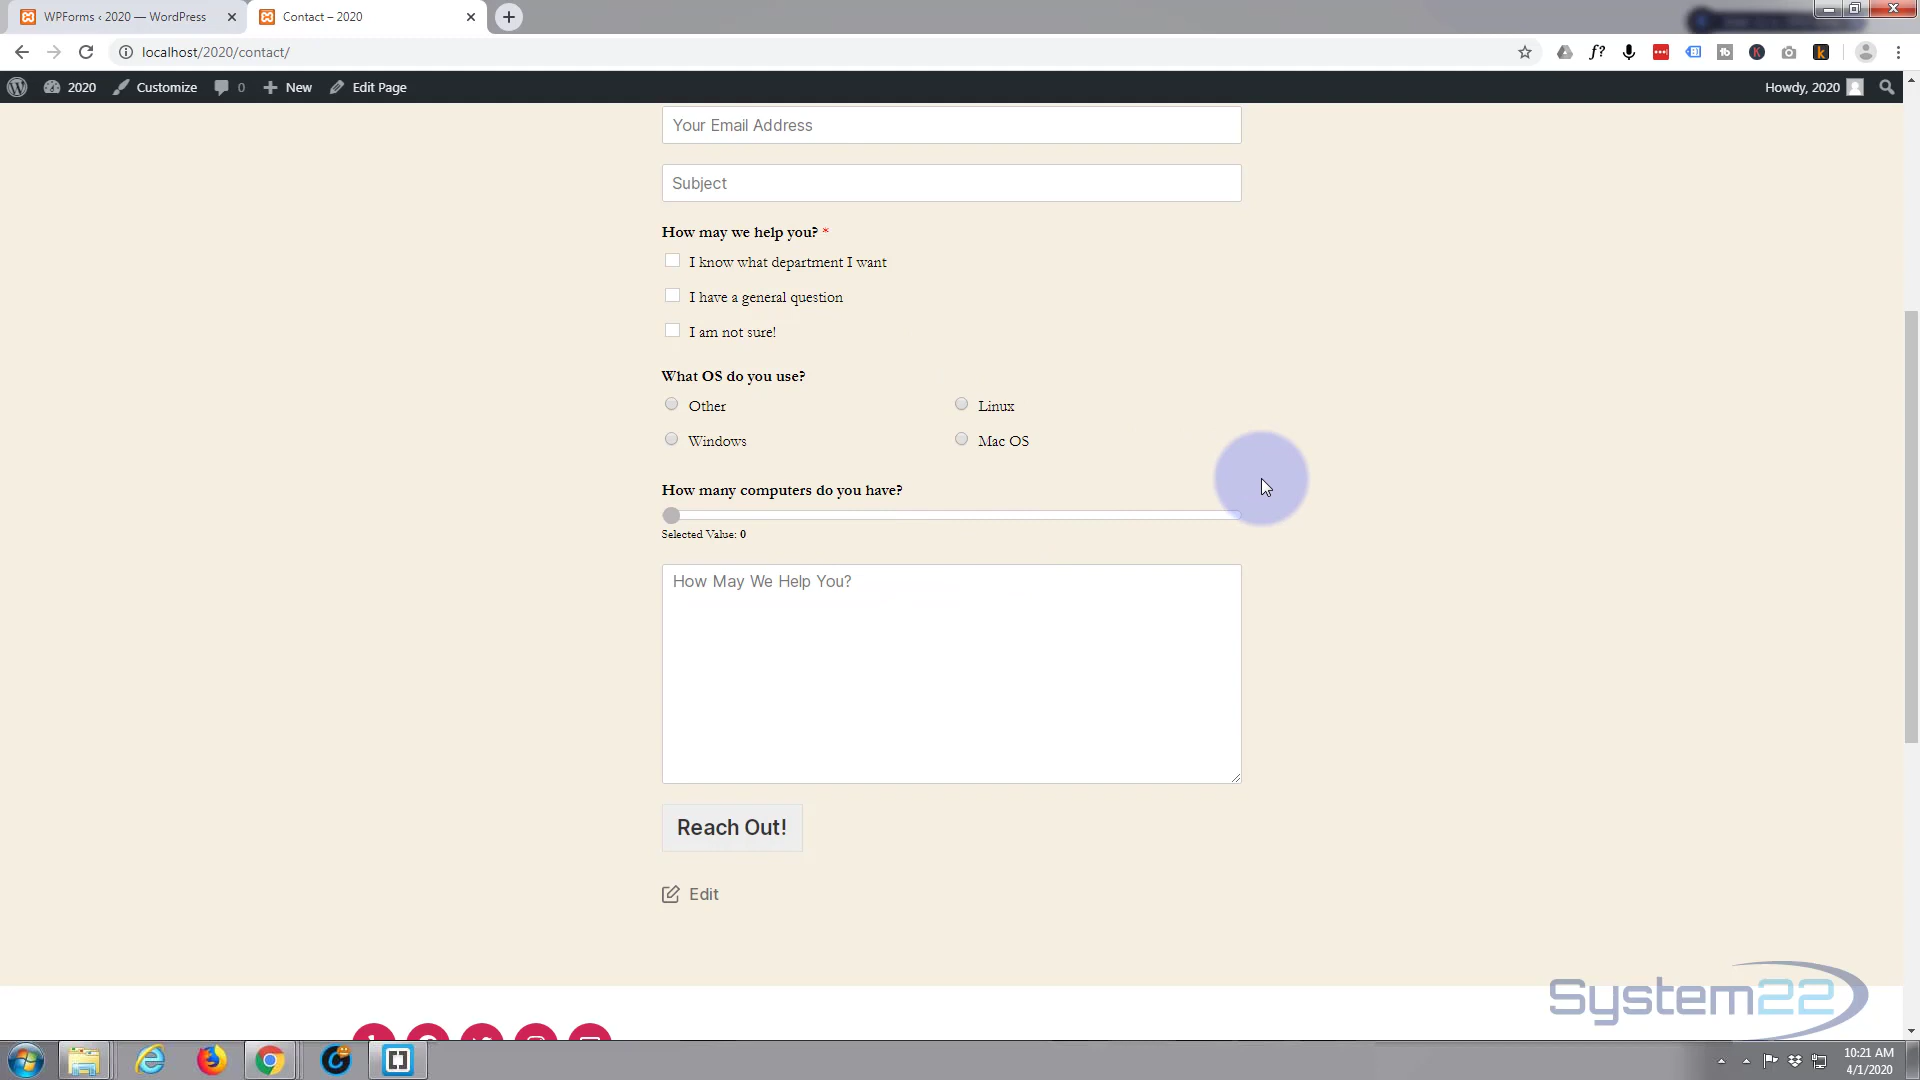 WPForms ‹ 2020 — WordPress
Contact – 2020
localhost/2020/contact/
2020
Customize
0
New
Edit Page
Howdy, 2020
Your Email Address
Subject
How may we help you? *
I know what department I want
I have a general question
I am not sure!
What OS do you use?
Other
Linux
Windows
Mac OS
How many computers do you have?
Selected Value: 0
How May We Help You?
Reach Out!
Edit
System22
10:21 AM
4/1/2020